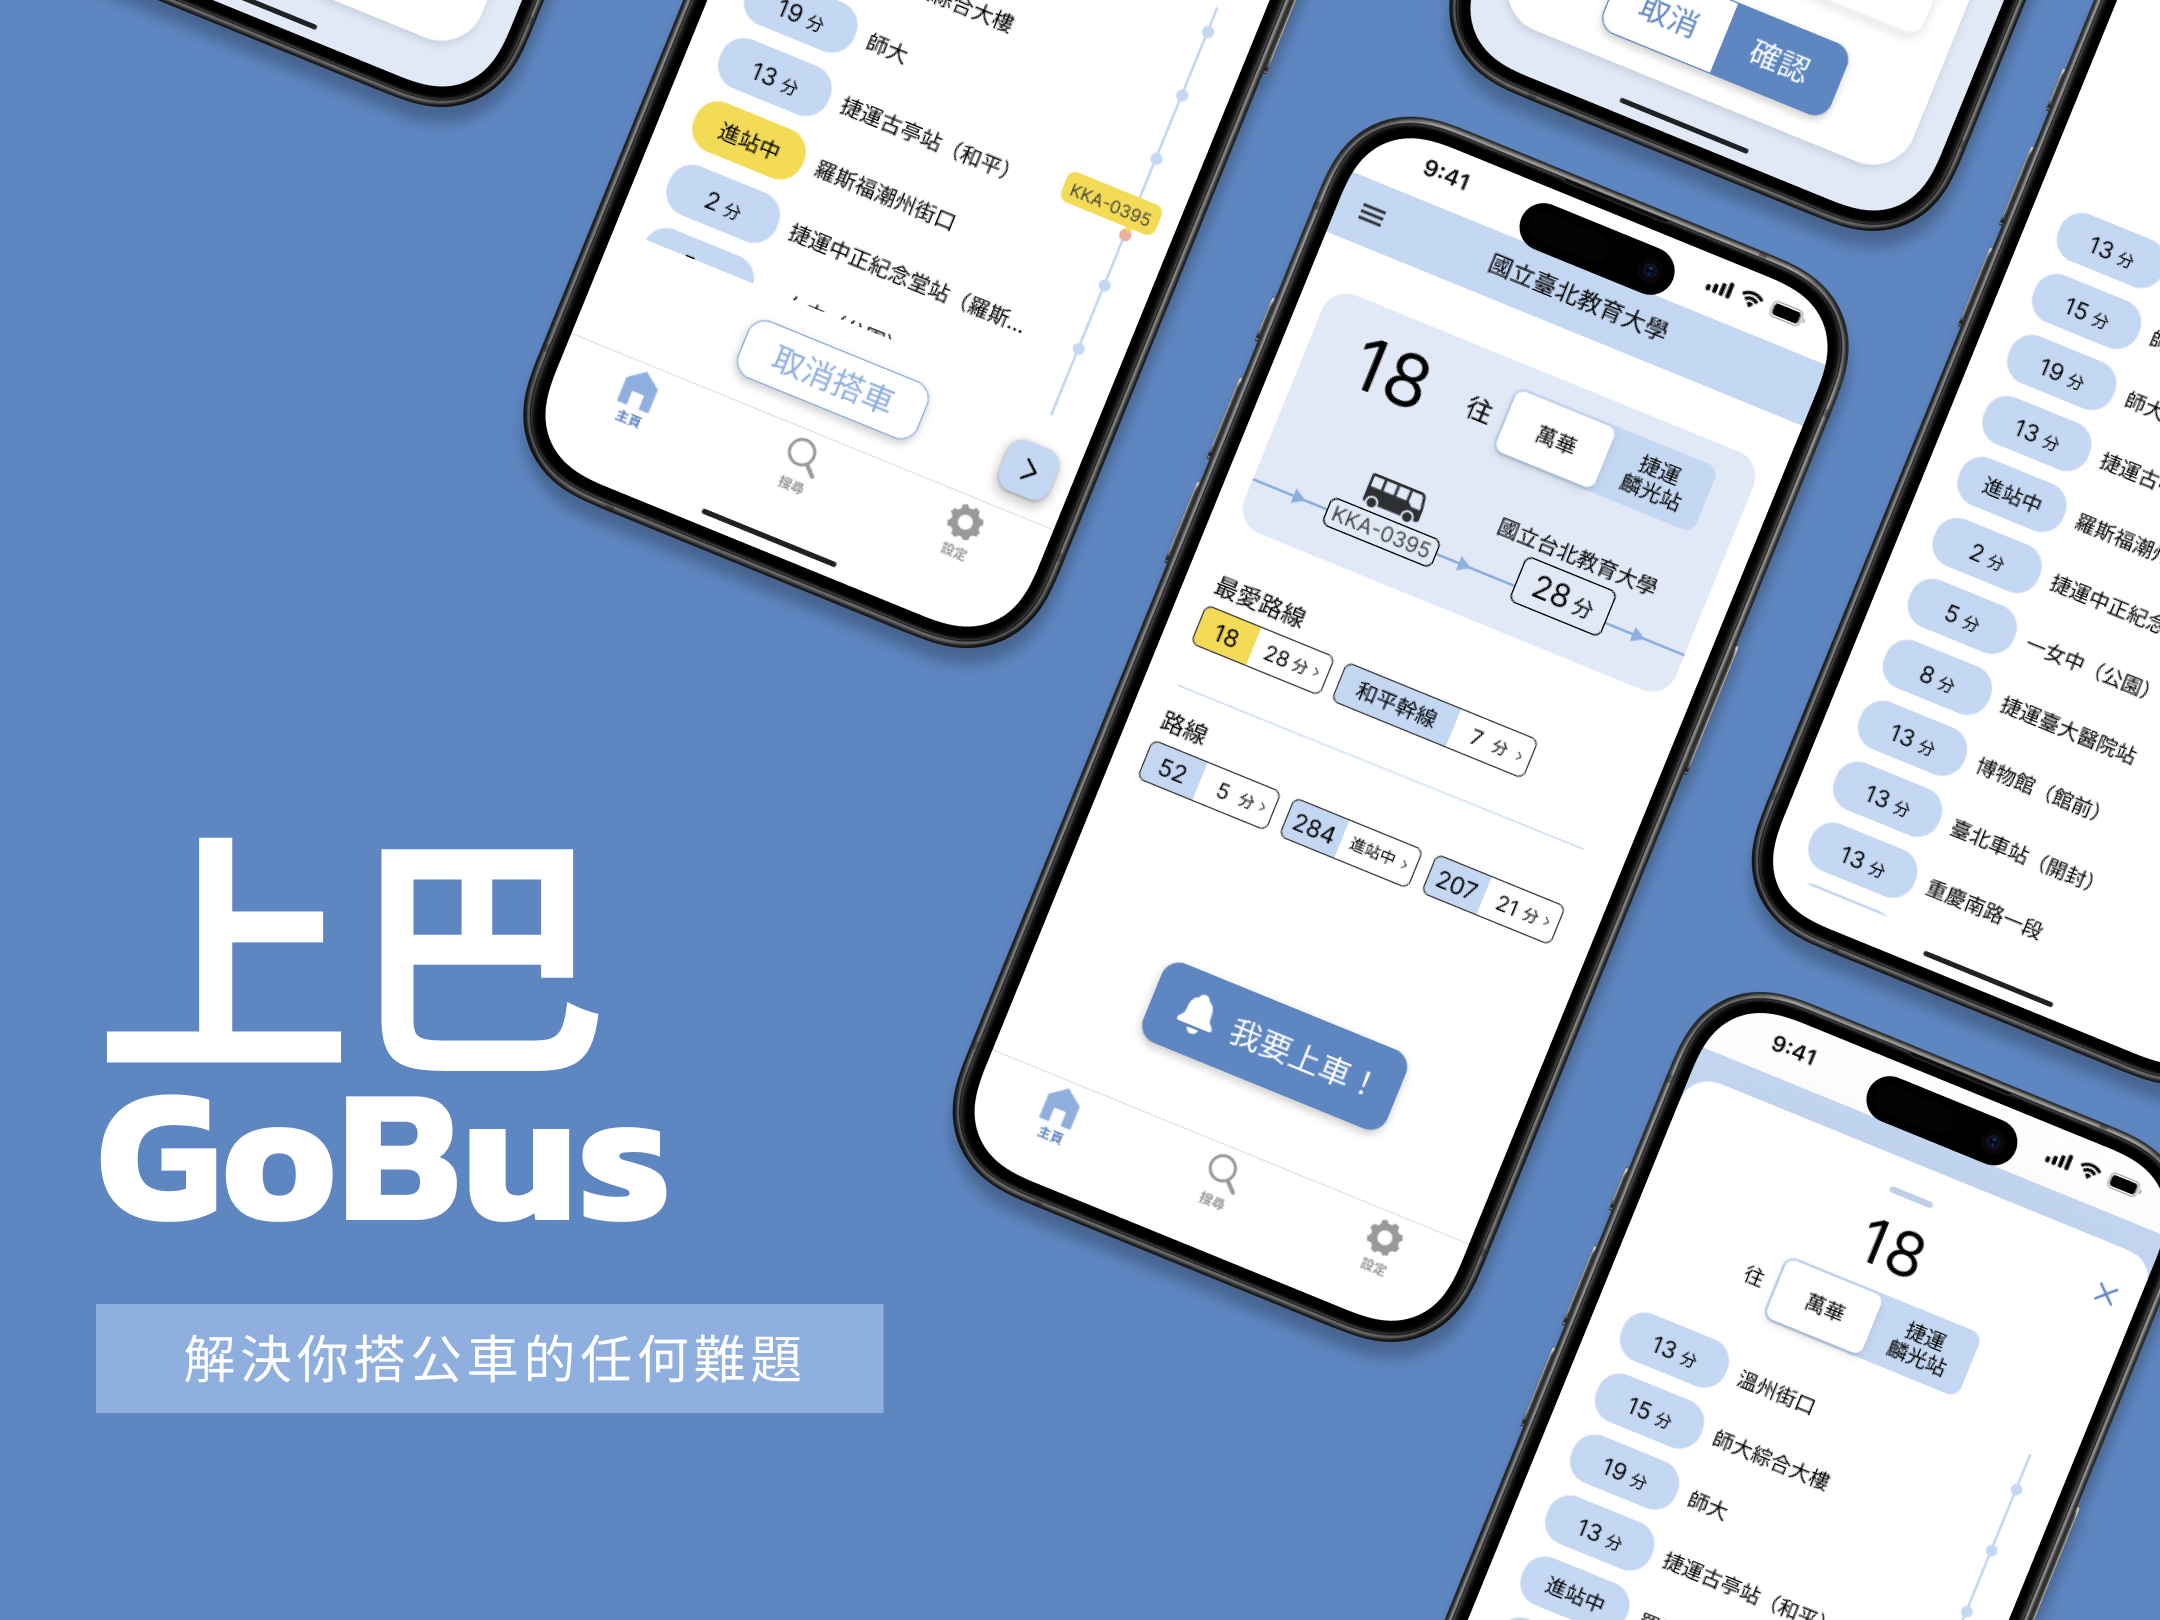 上巴
GoBus
解決你搭公車的任何難題
綜合大樓
19 分 師大
13 分 捷運古亭站（和平）
進站中 羅斯福潮州街口
2 分 捷運中正紀念堂站（羅斯...
KKA-0395
取消搭車
主頁
搜尋
設定
取消
確認
9:41
國立臺北教育大學
18 往 萬華
捷運
麟光站
KKA-0395
國立台北教育大學
28 分
最愛路線
18 28 分 ›
和平幹線 7 分 ›
路線
52 5 分 ›
284 進站中 ›
207 21 分 ›
我要上車！
主頁
搜尋
設定
13 分
15 分
19 分 師大
13 分 捷運古
進站中 羅斯福潮
2 分 捷運中正紀念
5 分 一女中（公園）
8 分 捷運臺大醫院站
13 分 博物館（館前）
13 分 臺北車站（開封）
13 分 重慶南路一段
9:41
18
往 萬華
捷運
麟光站
13 分 溫州街口
15 分 師大綜合大樓
19 分 師大
13 分 捷運古亭站（和平）
進站中